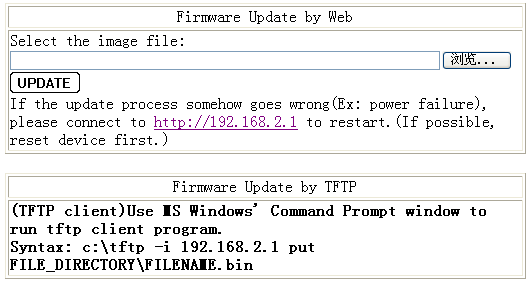 Firmware Update by Web
Select the image file:
浏览...
UPDATE
If the update process somehow goes wrong(Ex: power failure),
please connect to http://192.168.2.1 to restart.(If possible,
reset device first.)
Firmware Update by TFTP
(TFTP client)Use MS Windows' Command Prompt window to
run tftp client program.
Syntax: c:\tftp -i 192.168.2.1 put
FILE_DIRECTORY\FILENAME.bin